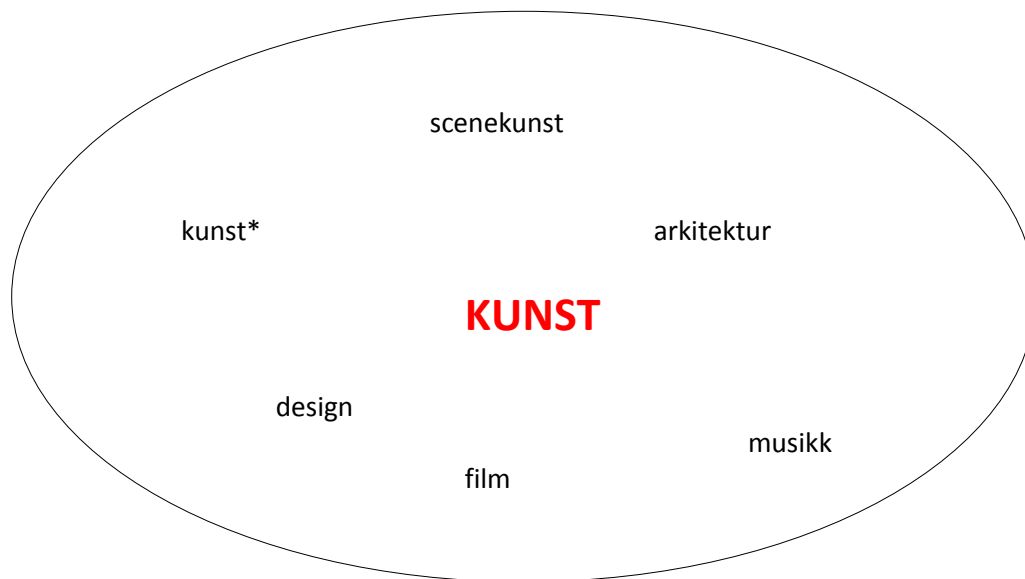 scenekunst
kunst*
arkitektur
KUNST
design
musikk
film